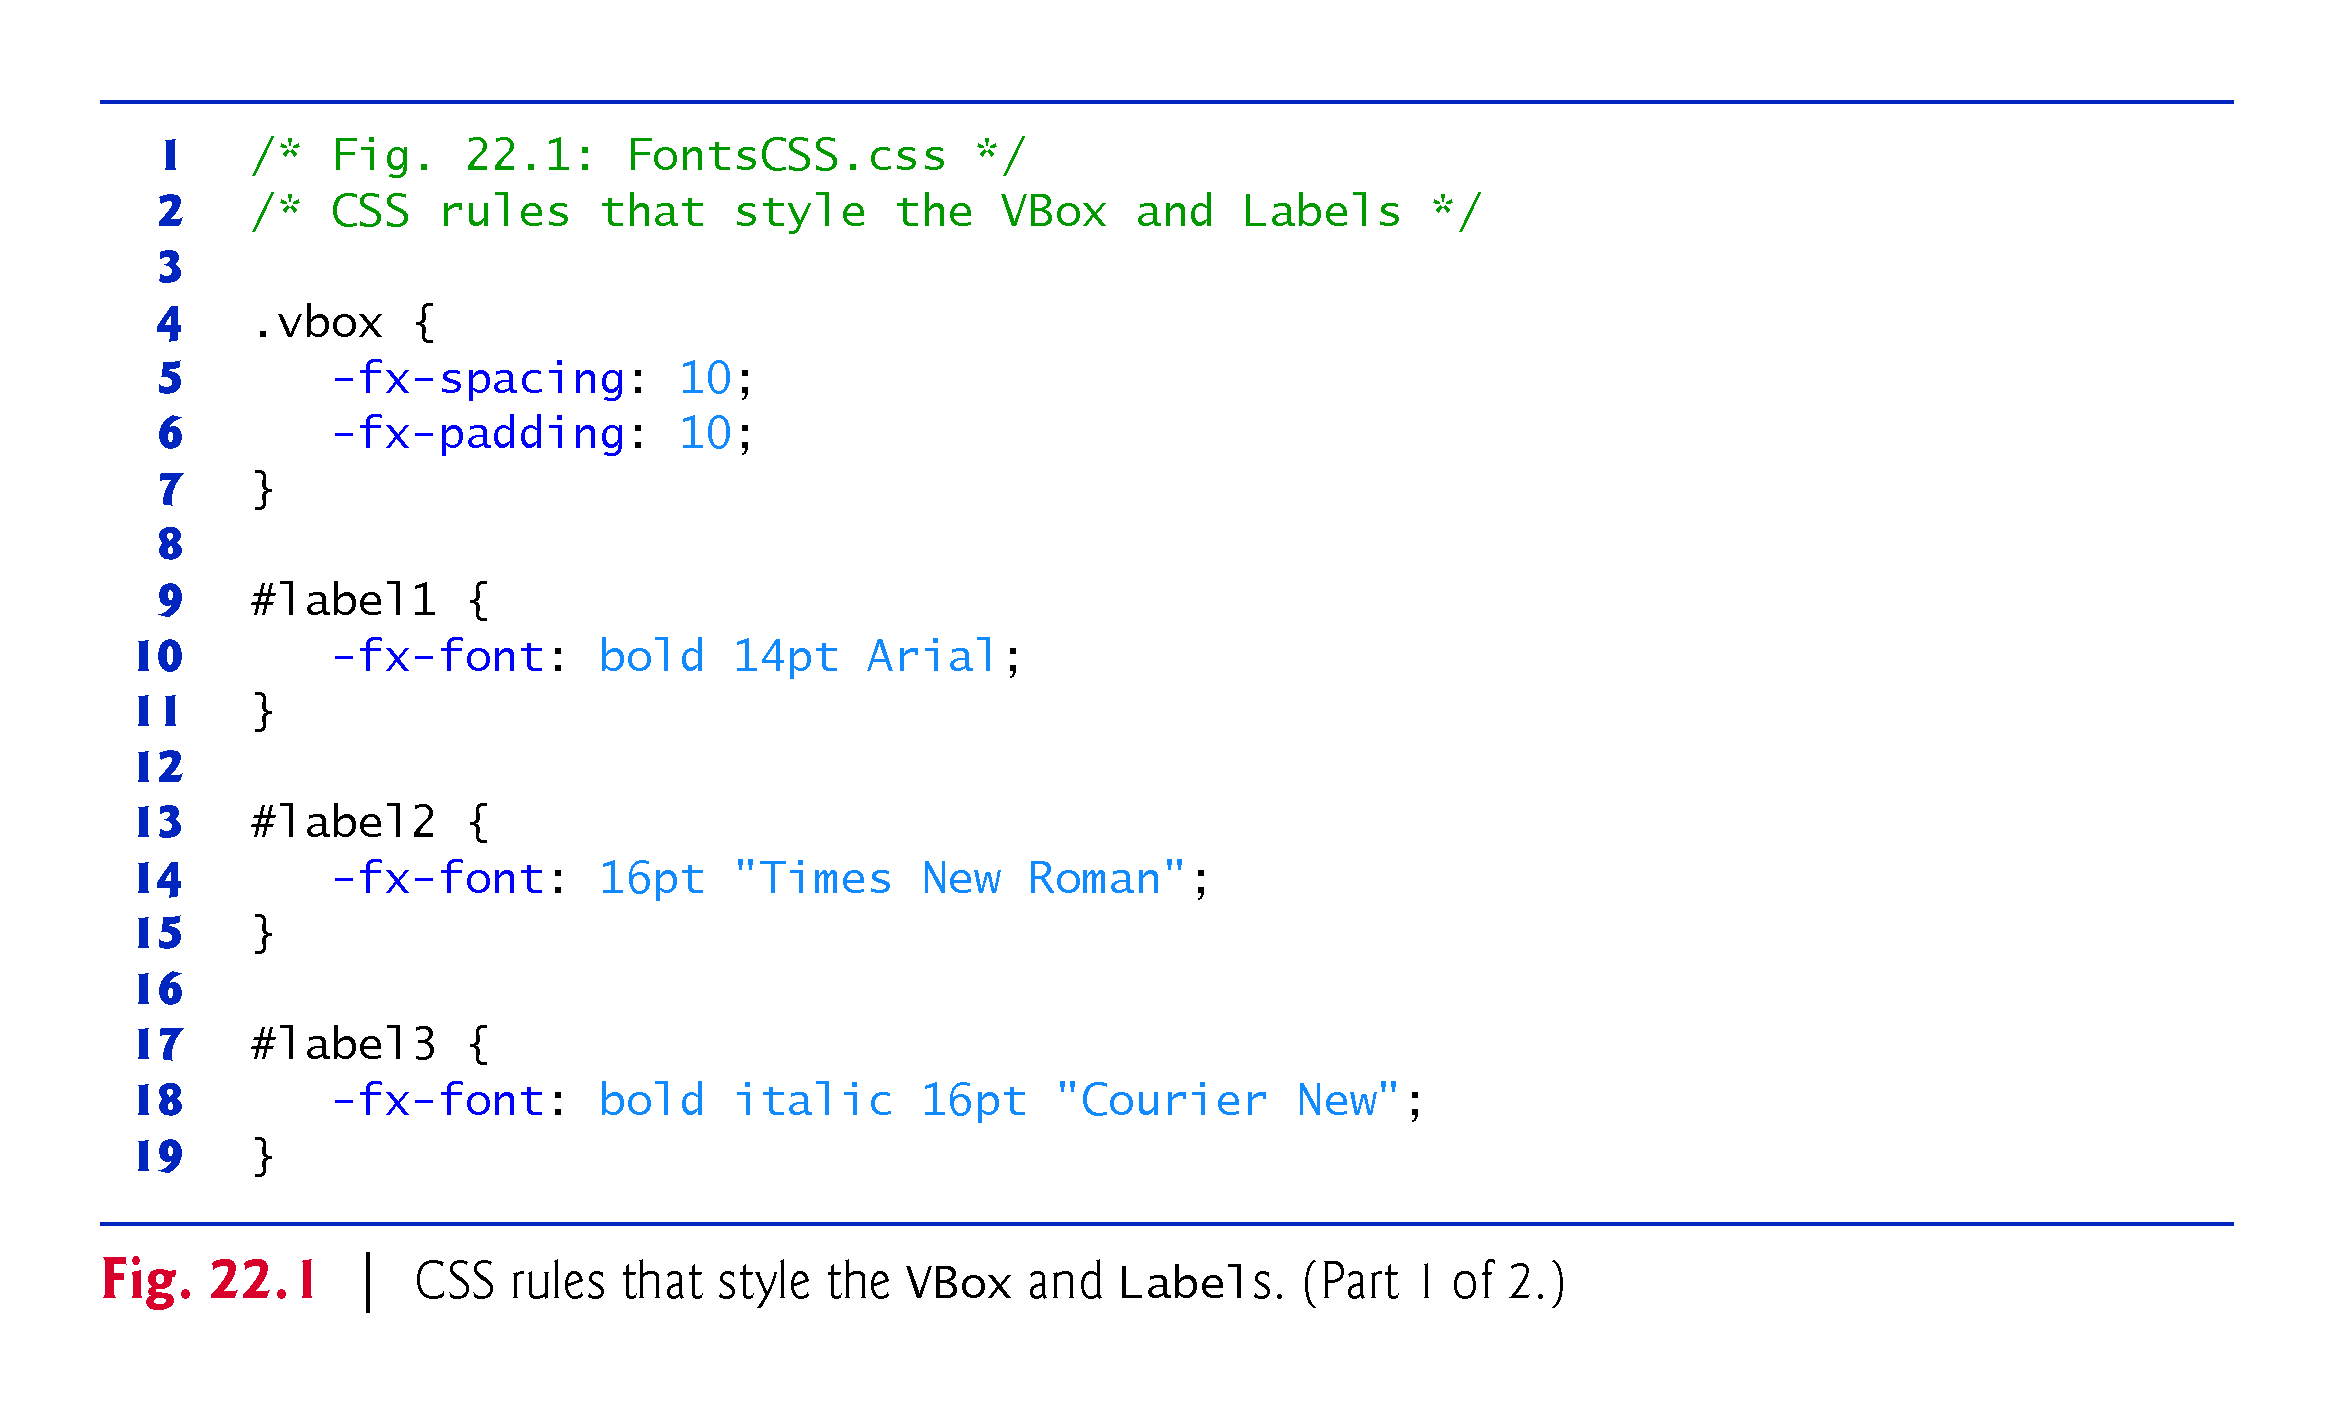 1 /* Fig. 22.1: FontsCSS.css */
2 /* CSS rules that style the VBox and Labels */
3
4 .vbox {
5    -fx-spacing: 10;
6    -fx-padding: 10;
7 }
8
9 #label1 {
10    -fx-font: bold 14pt Arial;
11 }
12
13 #label2 {
14    -fx-font: 16pt "Times New Roman";
15 }
16
17 #label3 {
18    -fx-font: bold italic 16pt "Courier New";
19 }
Fig. 22.1 | CSS rules that style the VBox and Labels. (Part 1 of 2.)